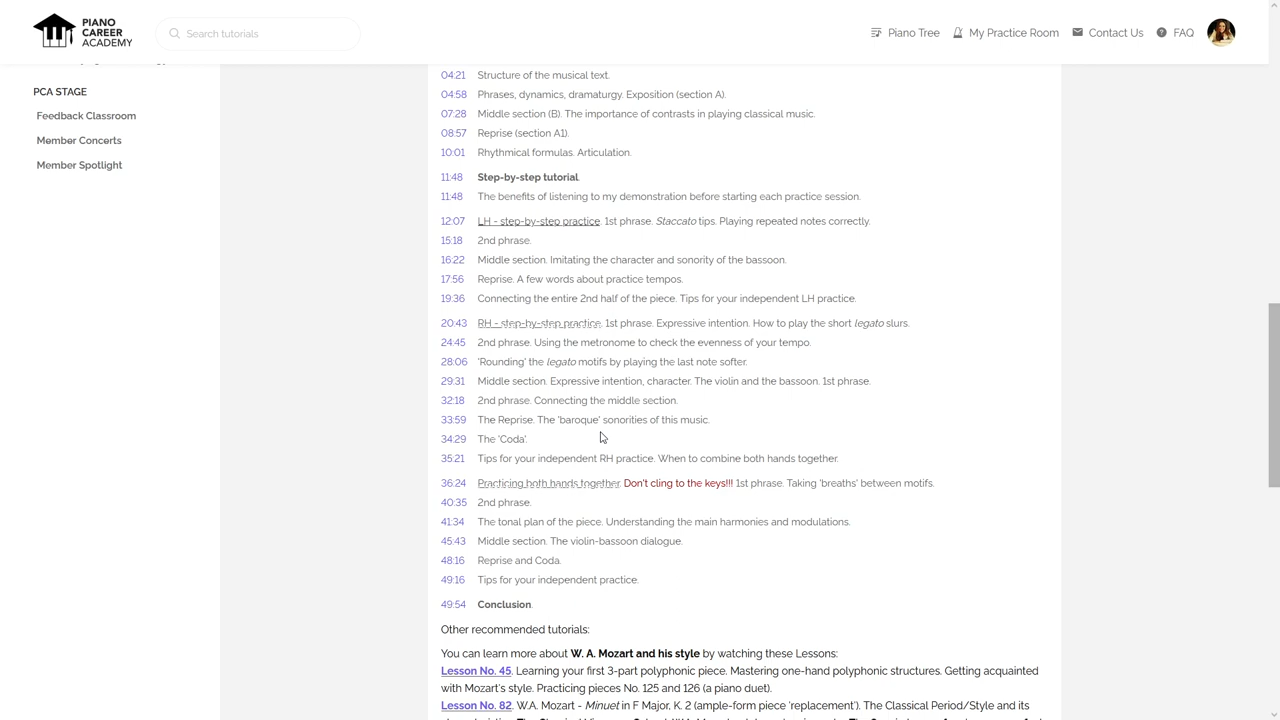 PIANO
CAREER
ACADEMY
Search tutorials
Piano Tree
My Practice Room
Contact Us
FAQ
PCA STAGE
Feedback Classroom
Member Concerts
Member Spotlight
04:21 Structure of the musical text.
04:58 Phrases, dynamics, dramaturgy. Exposition (section A).
07:28 Middle section (B). The importance of contrasts in playing classical music.
08:57 Reprise (section A1).
10:01 Rhythmical formulas. Articulation.
11:48 Step-by-step tutorial.
11:48 The benefits of listening to my demonstration before starting each practice session.
12:07 LH - step-by-step practice. 1st phrase. Staccato tips. Playing repeated notes correctly.
15:18 2nd phrase.
16:22 Middle section. Imitating the character and sonority of the bassoon.
17:56 Reprise. A few words about practice tempos.
19:36 Connecting the entire 2nd half of the piece. Tips for your independent LH practice.
20:43 RH - step-by-step practice. 1st phrase. Expressive intention. How to play the short legato slurs.
24:45 2nd phrase. Using the metronome to check the evenness of your tempo.
28:06 'Rounding' the legato motifs by playing the last note softer.
29:31 Middle section. Expressive intention, character. The violin and the bassoon. 1st phrase.
32:18 2nd phrase. Connecting the middle section.
33:59 The Reprise. The 'baroque' sonorities of this music.
34:29 The 'Coda'.
35:21 Tips for your independent RH practice. When to combine both hands together.
36:24 Practicing both hands together. Don't cling to the keys!!! 1st phrase. Taking 'breaths' between motifs.
40:35 2nd phrase.
41:34 The tonal plan of the piece. Understanding the main harmonies and modulations.
45:43 Middle section. The violin-bassoon dialogue.
48:16 Reprise and Coda.
49:16 Tips for your independent practice.
49:54 Conclusion.
Other recommended tutorials:
You can learn more about W. A. Mozart and his style by watching these Lessons:
Lesson No. 45. Learning your first 3-part polyphonic piece. Mastering one-hand polyphonic structures. Getting acquainted
with Mozart's style. Practicing pieces No. 125 and 126 (a piano duet).
Lesson No. 82. W.A. Mozart - Minuet in F Major, K. 2 (ample-form piece 'replacement'). The Classical Period/Style and its